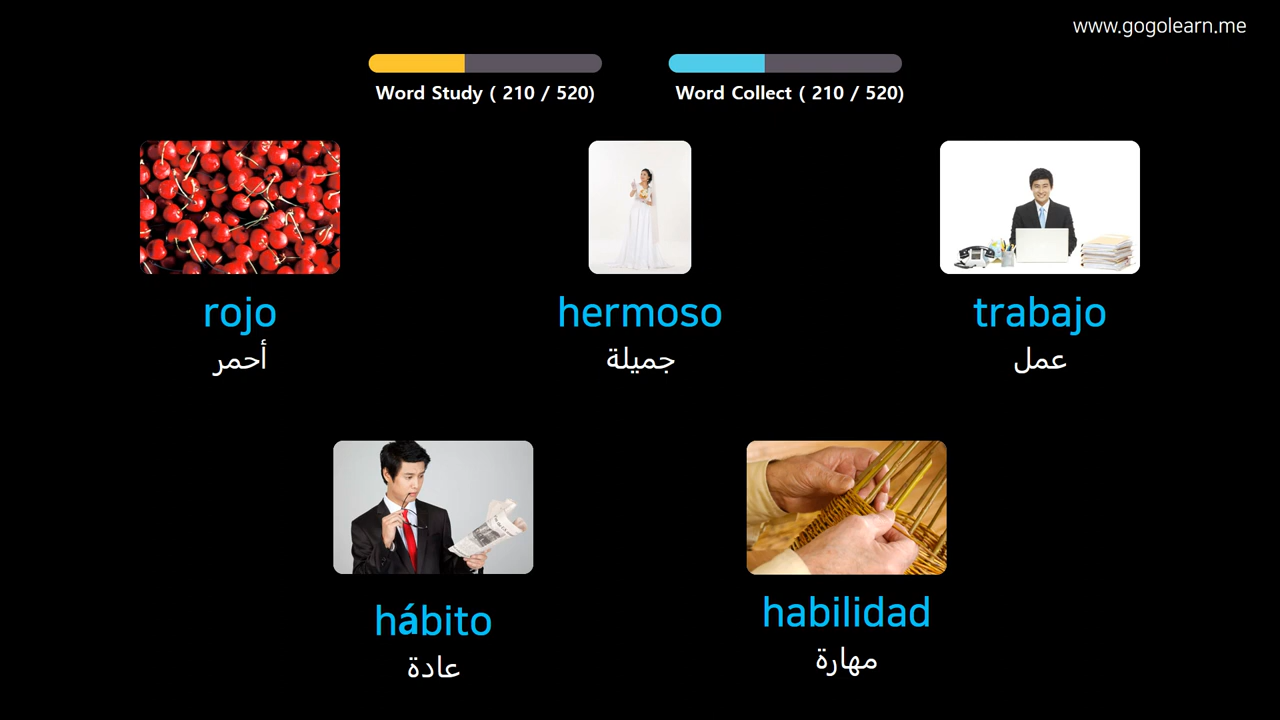 www.gogolearn.me
Word Study ( 210 / 520)
Word Collect ( 210 / 520)
rojo
أحمر
hermoso
جميلة
trabajo
عمل
hábito
عادة
habilidad
مهارة